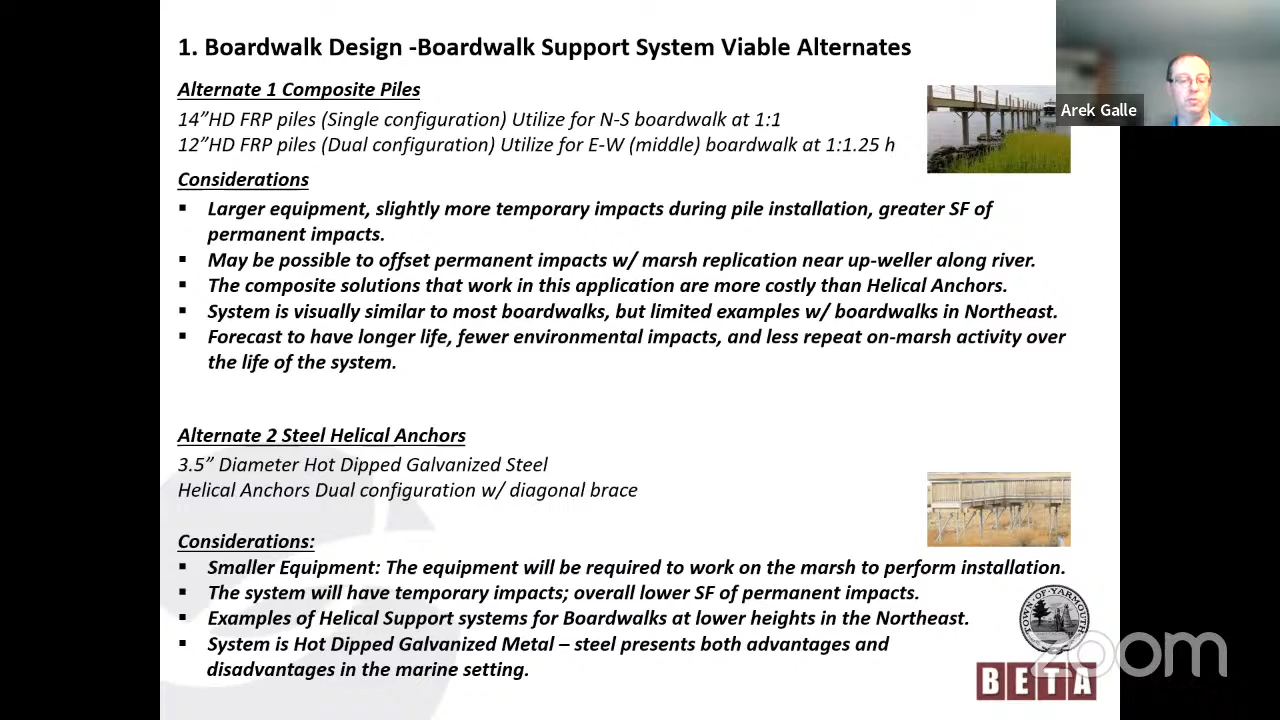 1. Boardwalk Design -Boardwalk Support System Viable Alternates
Alternate 1 Composite Piles
14”HD FRP piles (Single configuration) Utilize for N-S boardwalk at 1:1
12”HD FRP piles (Dual configuration) Utilize for E-W (middle) boardwalk at 1:1.25 h
Arek Galle
Considerations
▪ Larger equipment, slightly more temporary impacts during pile installation, greater SF of
permanent impacts.
▪ May be possible to offset permanent impacts w/ marsh replication near up-weller along river.
▪ The composite solutions that work in this application are more costly than Helical Anchors.
▪ System is visually similar to most boardwalks, but limited examples w/ boardwalks in Northeast.
▪ Forecast to have longer life, fewer environmental impacts, and less repeat on-marsh activity over
the life of the system.
Alternate 2 Steel Helical Anchors
3.5” Diameter Hot Dipped Galvanized Steel
Helical Anchors Dual configuration w/ diagonal brace
Considerations:
▪ Smaller Equipment: The equipment will be required to work on the marsh to perform installation.
▪ The system will have temporary impacts; overall lower SF of permanent impacts.
▪ Examples of Helical Support systems for Boardwalks at lower heights in the Northeast.
▪ System is Hot Dipped Galvanized Metal – steel presents both advantages and
disadvantages in the marine setting.
TOWN OF YARMOUTH
zoom
BETA